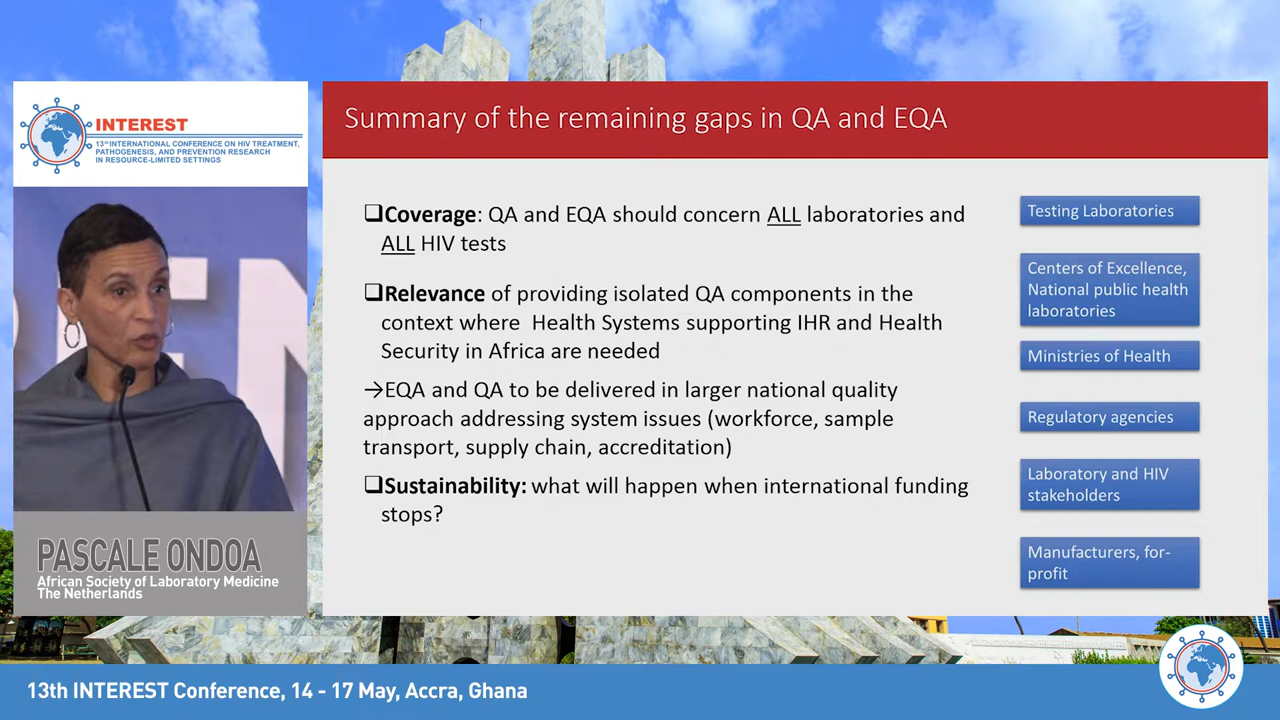 INTEREST
13th INTERNATIONAL CONFERENCE ON HIV TREATMENT,
PATHOGENESIS, AND PREVENTION RESEARCH
IN RESOURCE-LIMITED SETTINGS
PASCALE ONDOA
African Society of Laboratory Medicine
The Netherlands
Summary of the remaining gaps in QA and EQA
❑Coverage: QA and EQA should concern ALL laboratories and
ALL HIV tests
❑Relevance of providing isolated QA components in the
context where Health Systems supporting IHR and Health
Security in Africa are needed
→EQA and QA to be delivered in larger national quality
approach addressing system issues (workforce, sample
transport, supply chain, accreditation)
❑Sustainability: what will happen when international funding
stops?
Testing Laboratories
Centers of Excellence,
National public health
laboratories
Ministries of Health
Regulatory agencies
Laboratory and HIV
stakeholders
Manufacturers, for-
profit
13th INTEREST Conference, 14 - 17 May, Accra, Ghana